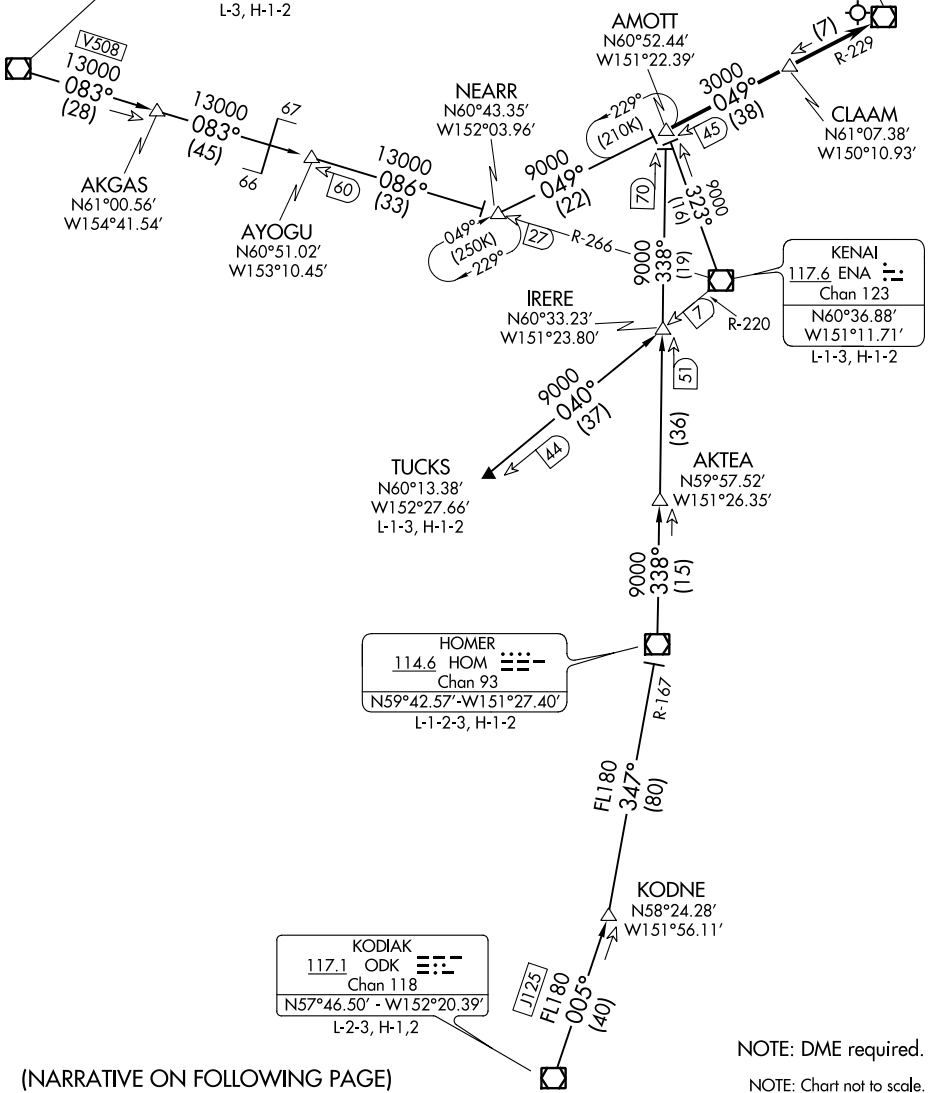 L-3, H-1-2
V508
13000
083°
(28)
AKGAS
N61°00.56'
W154°41.54'
13000
083°
(45)
67
66
AYOGU
N60°51.02'
W153°10.45'
60
13000
086°
(33)
NEARR
N60°43.35'
W152°03.96'
049°
(250K)
229°
27
R-266
9000
049°
(22)
229°
(210K)
AMOTT
N60°52.44'
W151°22.39'
3000
049°
(38)
45
(7)
R-229
CLAAM
N61°07.38'
W150°10.93'
70
9000
338°
(19)
9000
323°
(16)
KENAI
117.6 ENA
Chan 123
N60°36.88'
W151°11.71'
L-1-3, H-1-2
7
R-220
IRERE
N60°33.23'
W151°23.80'
9000
040°
(37)
44
TUCKS
N60°13.38'
W152°27.66'
L-1-3, H-1-2
51
(36)
AKTEA
N59°57.52'
W151°26.35'
9000
338°
(15)
HOMER
114.6 HOM
Chan 93
N59°42.57'-W151°27.40'
L-1-2-3, H-1-2
R-167
FL180
347°
(80)
KODNE
N58°24.28'
W151°56.11'
J125
FL180
005°
(40)
KODIAK
117.1 ODK
Chan 118
N57°46.50' - W152°20.39'
L-2-3, H-1,2
(NARRATIVE ON FOLLOWING PAGE)
NOTE: DME required.
NOTE: Chart not to scale.